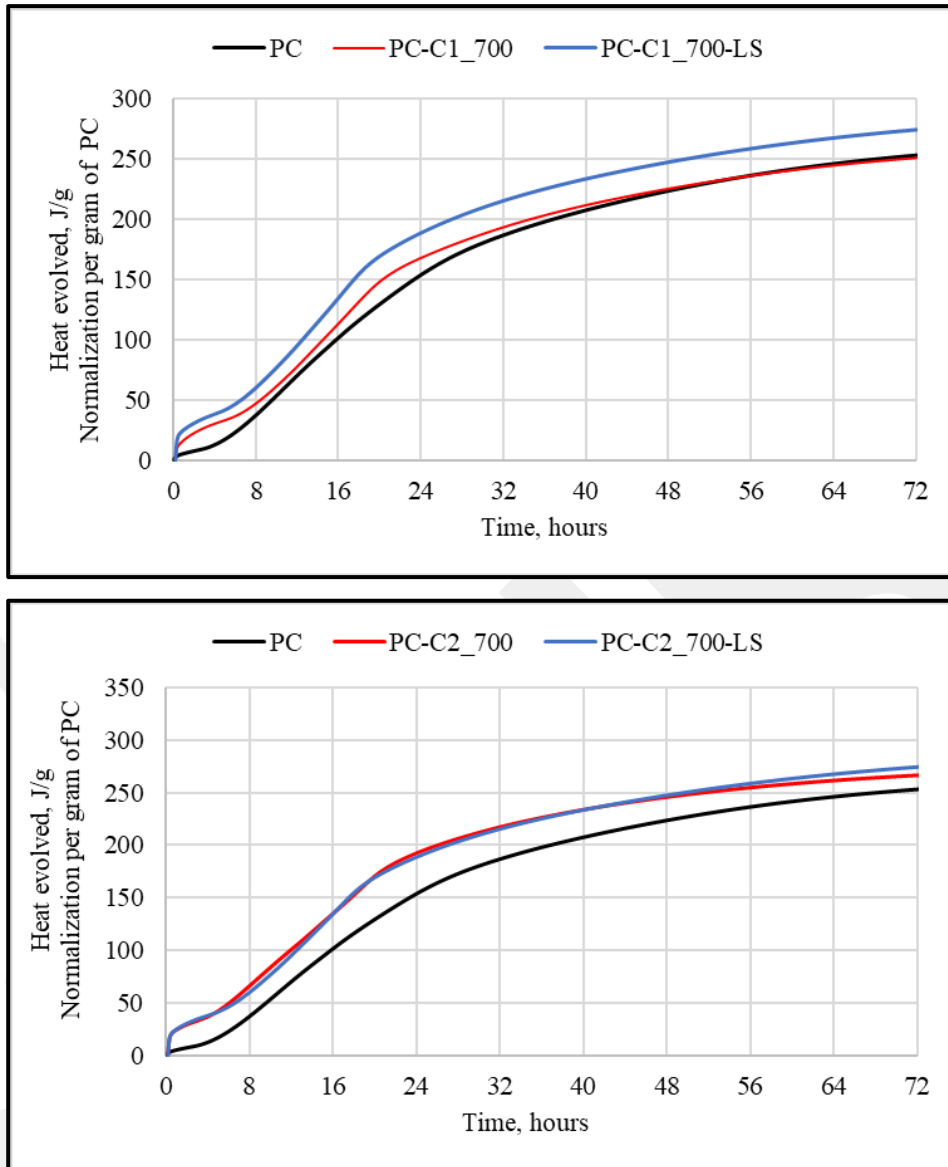 PC PC-C1_700 PC-C1_700-LS
Heat evolved, J/g
Normalization per gram of PC
300
250
200
150
100
50
0
0 8 16 24 32 40 48 56 64 72
Time, hours
PC PC-C2_700 PC-C2_700-LS
Heat evolved, J/g
Normalization per gram of PC
350
300
250
200
150
100
50
0
0 8 16 24 32 40 48 56 64 72
Time, hours